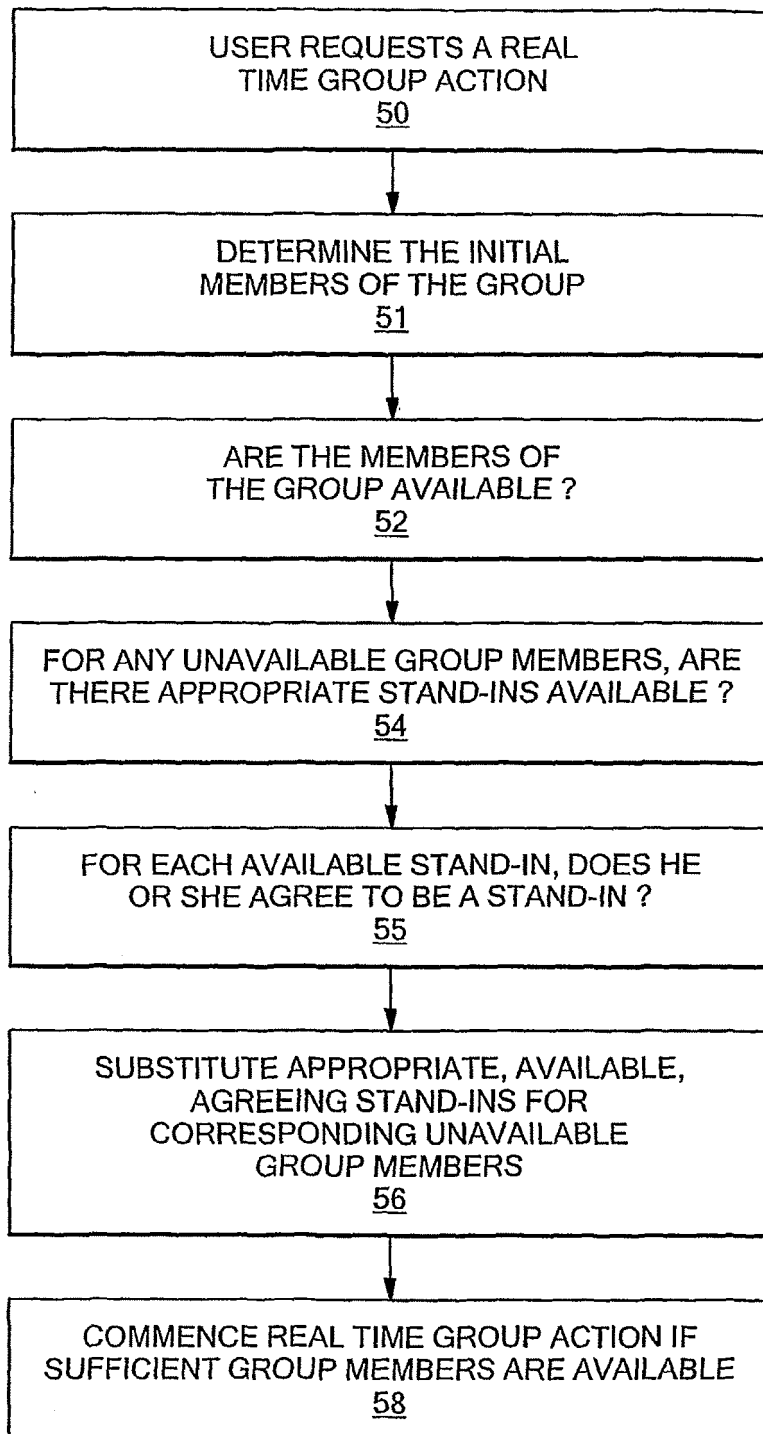 USER REQUESTS A REAL
TIME GROUP ACTION
50
DETERMINE THE INITIAL
MEMBERS OF THE GROUP
51
ARE THE MEMBERS OF
THE GROUP AVAILABLE ?
52
FOR ANY UNAVAILABLE GROUP MEMBERS, ARE
THERE APPROPRIATE STAND-INS AVAILABLE ?
54
FOR EACH AVAILABLE STAND-IN, DOES HE
OR SHE AGREE TO BE A STAND-IN ?
55
SUBSTITUTE APPROPRIATE, AVAILABLE,
AGREEING STAND-INS FOR
CORRESPONDING UNAVAILABLE
GROUP MEMBERS
56
COMMENCE REAL TIME GROUP ACTION IF
SUFFICIENT GROUP MEMBERS ARE AVAILABLE
58